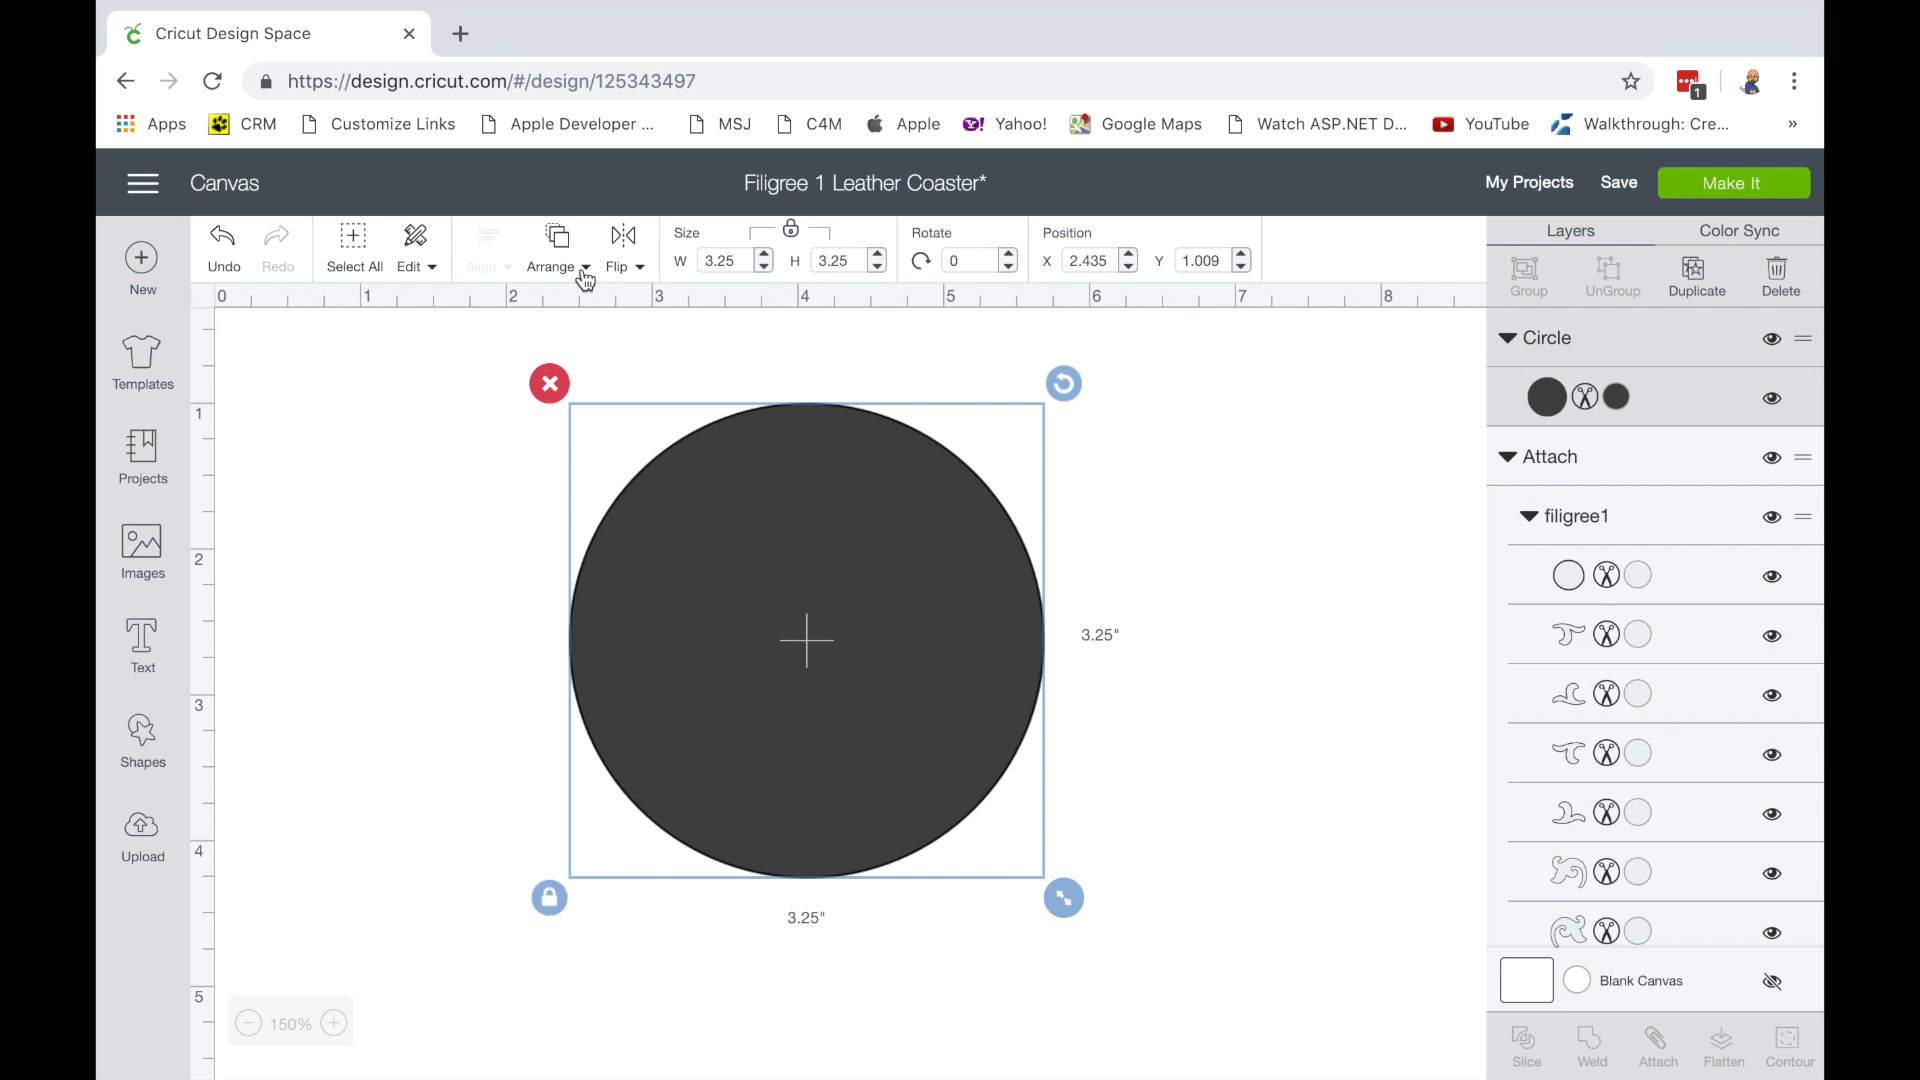 Cricut Design Space
https://design.cricut.com/#/design/125343497
1
Apps CRM Customize Links Apple Developer ... MSJ C4M Apple Yahoo! Google Maps Watch ASP.NET D... YouTube Walkthrough: Cre... »
Canvas Filigree 1 Leather Coaster* My Projects Save Make It
Size Rotate Position Layers Color Sync
W 3.25 H 3.25 0 X 2.435 Y 1.009
Undo Redo Select All Edit Align Arrange Flip
Group UnGroup Duplicate Delete
0 1 2 3 4 5 6 7 8
New
Templates
Projects
Images
Text
Shapes
Upload
1
2
3
4
5
3.25"
3.25"
150%
Circle
Attach
filigree1
Blank Canvas
Slice Weld Attach Flatten Contour